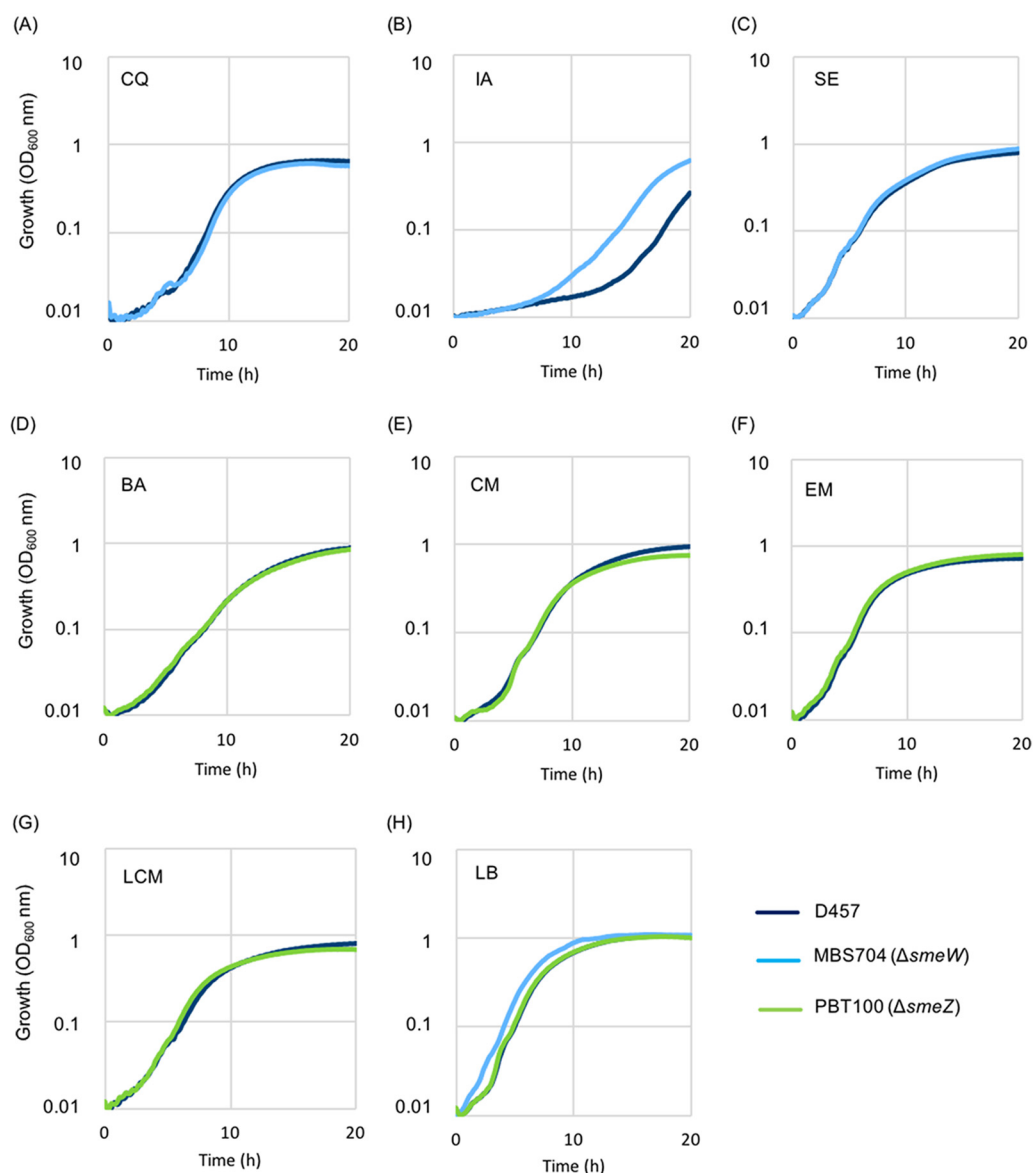 (A)
(B)
(C)
10
1
0.1
0.01
Growth (OD600 nm)
CQ
0
10
20
Time (h)
10
1
0.1
0.01
IA
0
10
20
Time (h)
10
1
0.1
0.01
SE
0
10
20
Time (h)
(D)
(E)
(F)
10
1
0.1
0.01
Growth (OD600 nm)
BA
0
10
20
Time (h)
10
1
0.1
0.01
CM
0
10
20
Time (h)
10
1
0.1
0.01
EM
0
10
20
Time (h)
(G)
(H)
10
1
0.1
0.01
Growth (OD600 nm)
LCM
0
10
20
Time (h)
10
1
0.1
0.01
LB
0
10
20
Time (h)
D457
MBS704 (ΔsmeW)
PBT100 (ΔsmeZ)